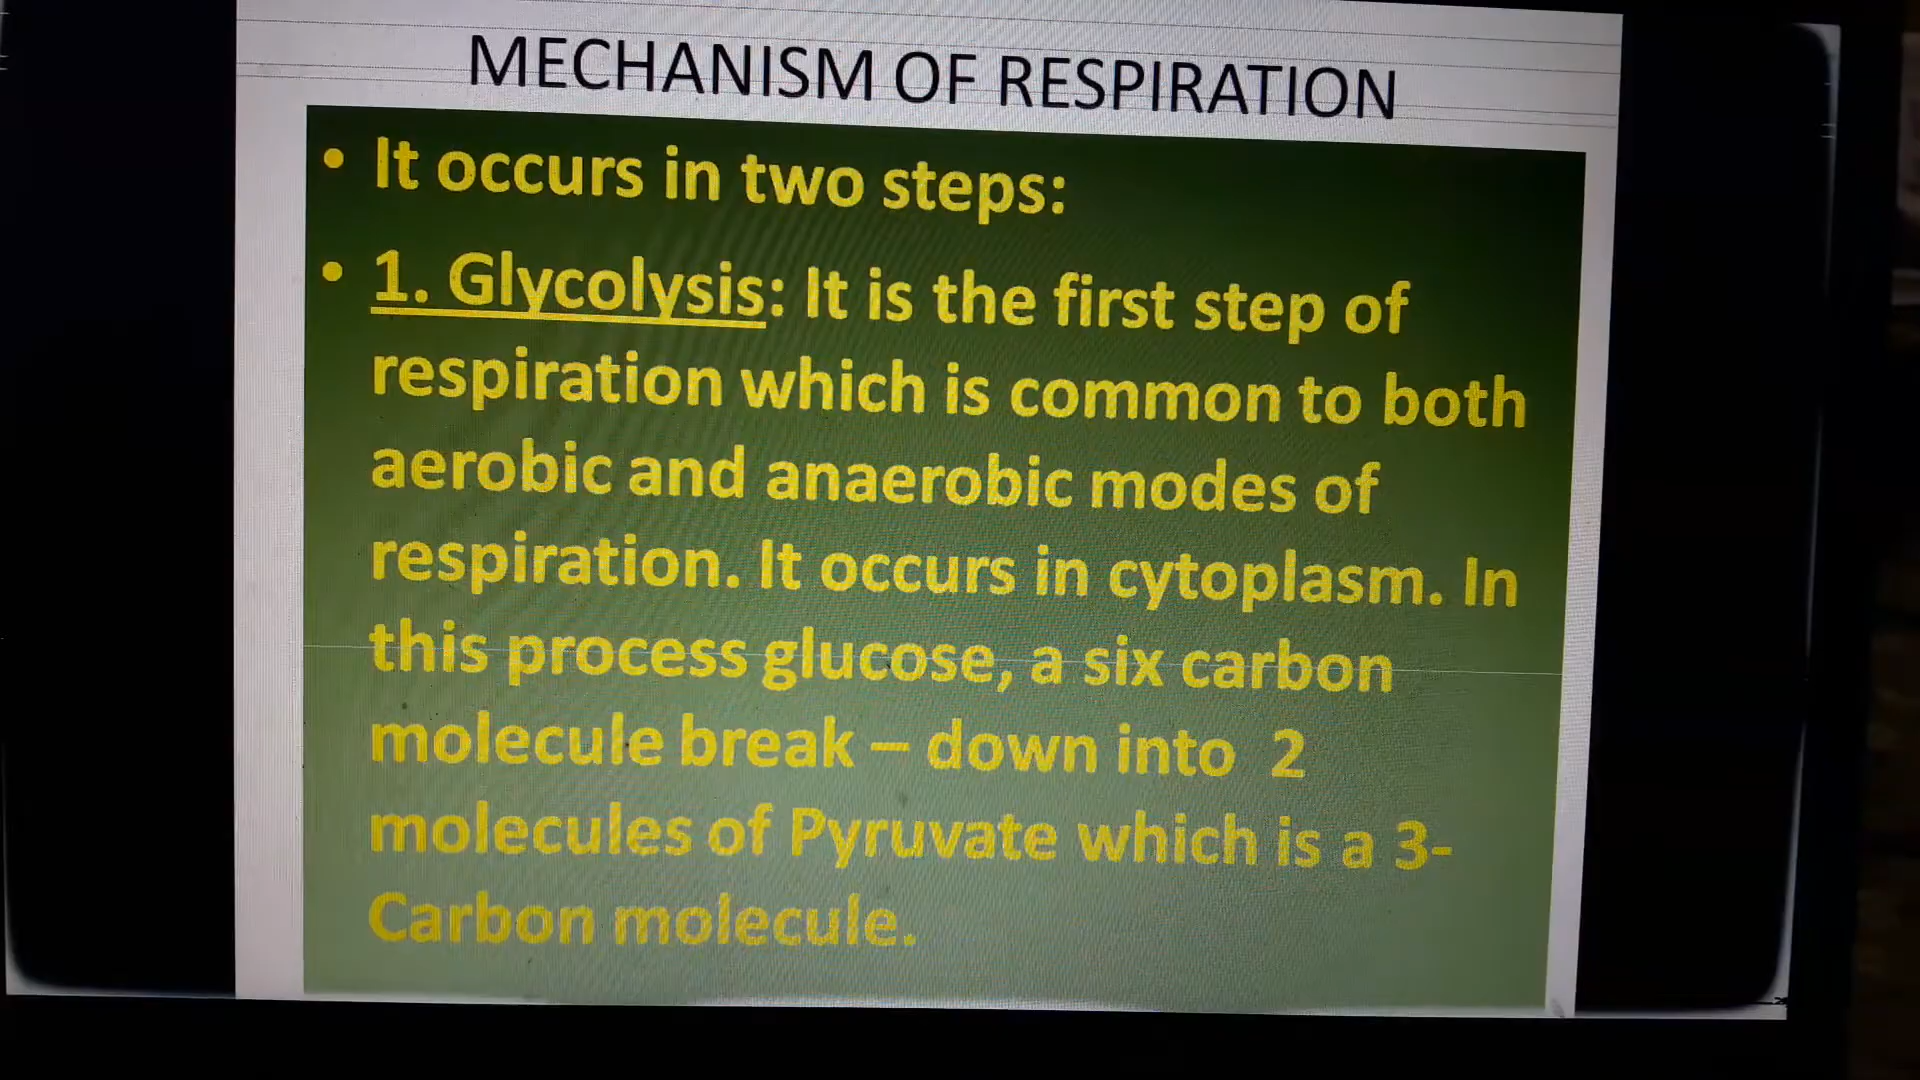 MECHANISM OF RESPIRATION
• It occurs in two steps:
• 1. Glycolysis: It is the first step of
respiration which is common to both
aerobic and anaerobic modes of
respiration. It occurs in cytoplasm. In
this process glucose, a six carbon
molecule break – down into 2
molecules of Pyruvate which is a 3-
Carbon molecule.